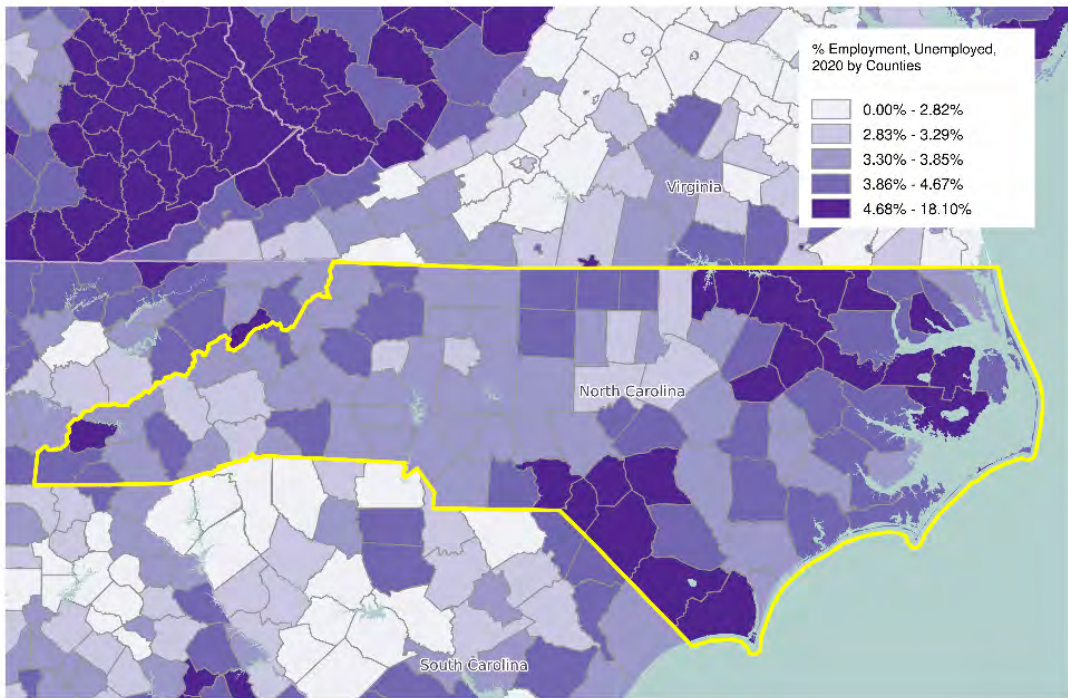 % Employment, Unemployed,
2020 by Counties
0.00% - 2.82%
2.83% - 3.29%
3.30% - 3.85%
3.86% - 4.67%
4.68% - 18.10%
Virginia
North Carolina
South Carolina